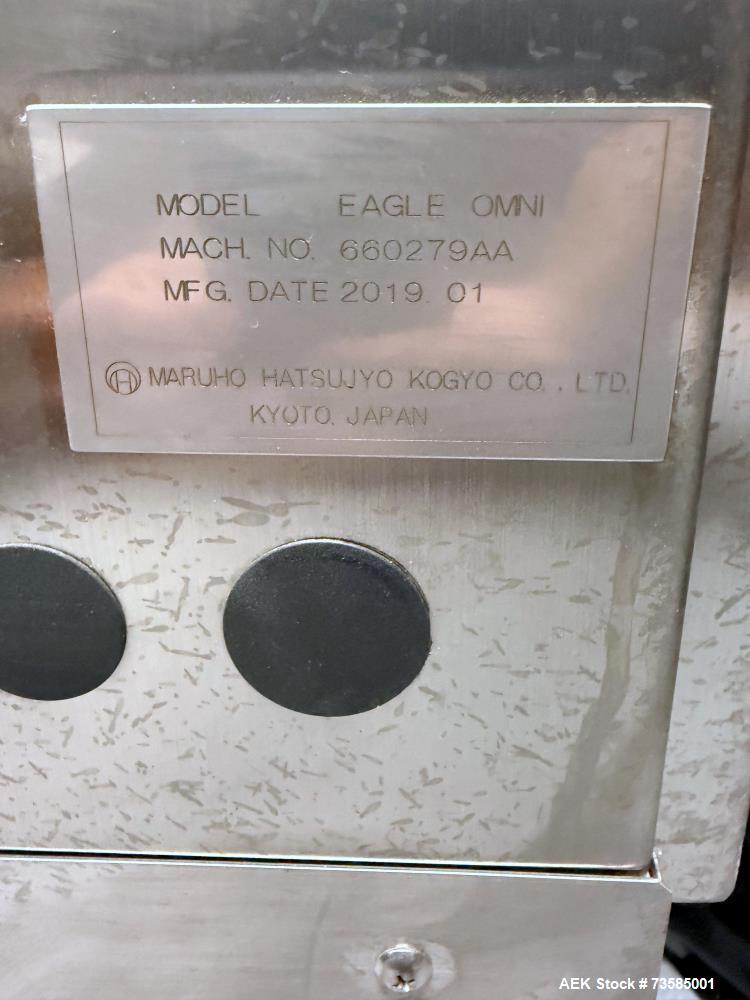 MODEL EAGLE OMNI
MACH. NO. 660279AA
MFG. DATE 2019. 01
H MARUHO HATSUJYO KOGYO CO., LTD.
KYOTO. JAPAN
AEK Stock # 73585001